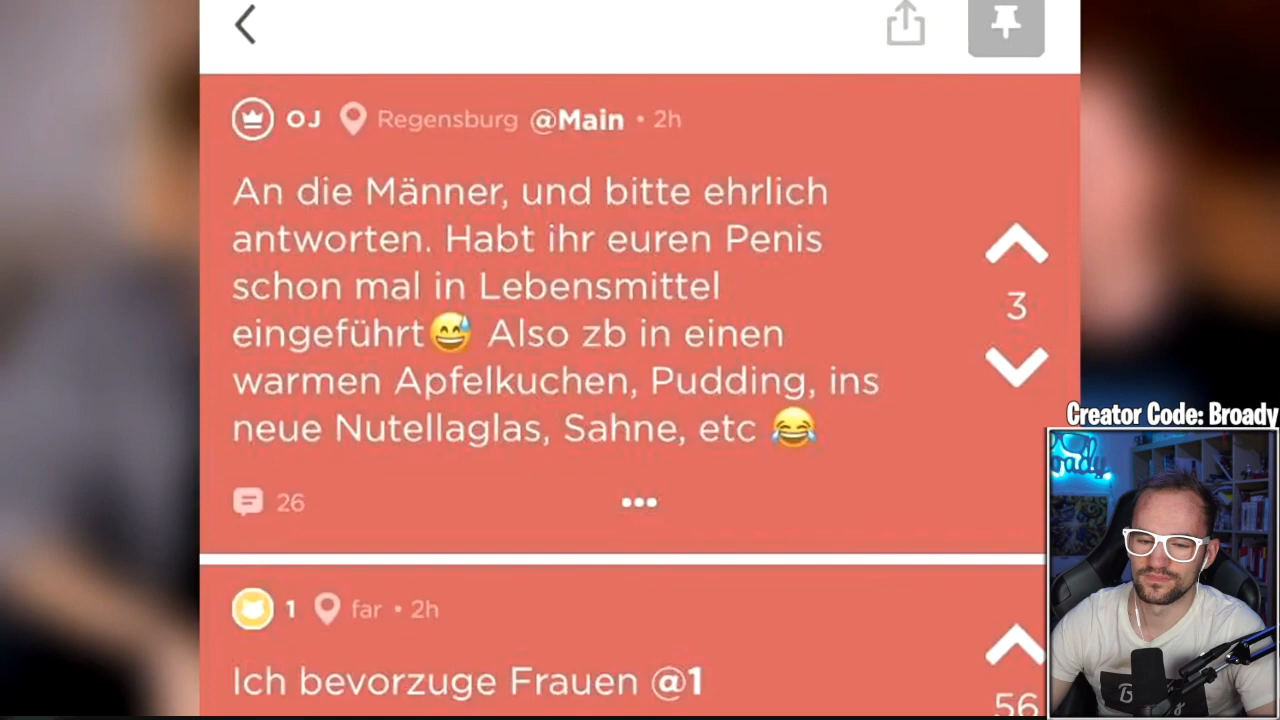 OJ Regensburg @Main • 2h
An die Männer, und bitte ehrlich
antworten. Habt ihr euren Penis
schon mal in Lebensmittel
eingeführt😅 Also zb in einen
warmen Apfelkuchen, Pudding, ins
neue Nutellaglas, Sahne, etc 😂
3
26
Creator Code: Broady
1 far • 2h
Ich bevorzuge Frauen @1
56